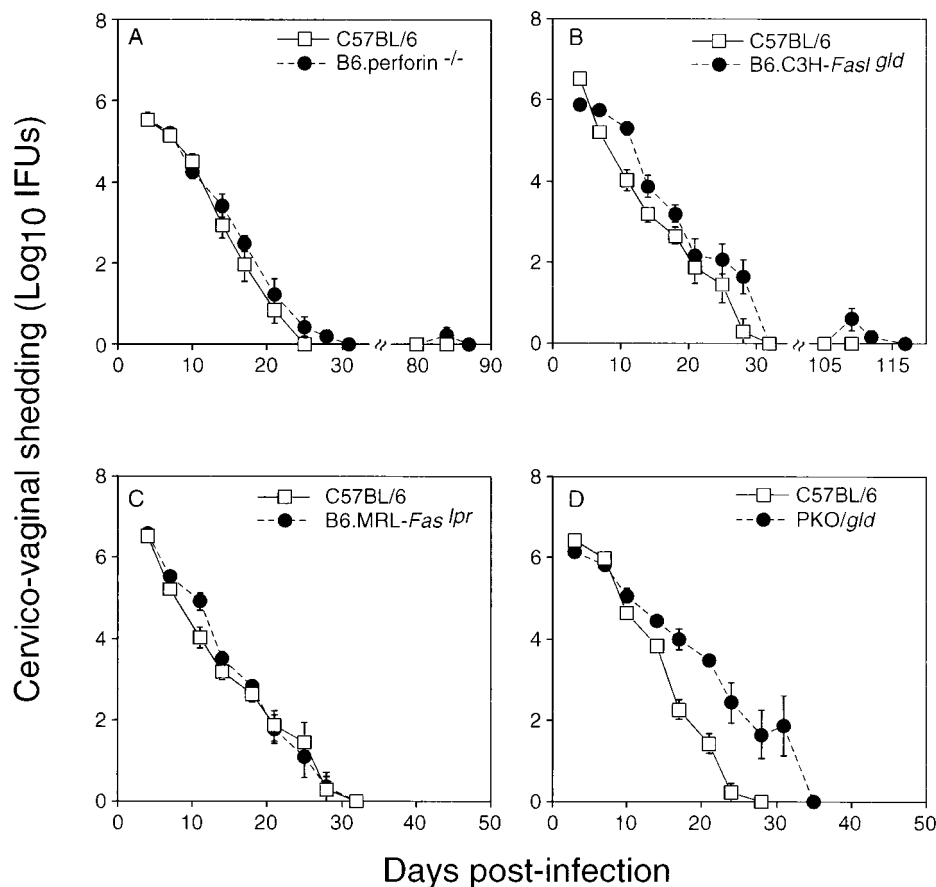 Cervico-vaginal shedding (Log10 IFUs)
A
C57BL/6
B6.perforin -/-
8
6
4
2
0
0 10 20 30 80 90
B
C57BL/6
B6.C3H-Fasl gld
8
6
4
2
0
0 10 20 30 105 115
C
C57BL/6
B6.MRL-Fas lpr
8
6
4
2
0
0 10 20 30 40 50
D
C57BL/6
PKO/gld
8
6
4
2
0
0 10 20 30 40 50
Days post-infection